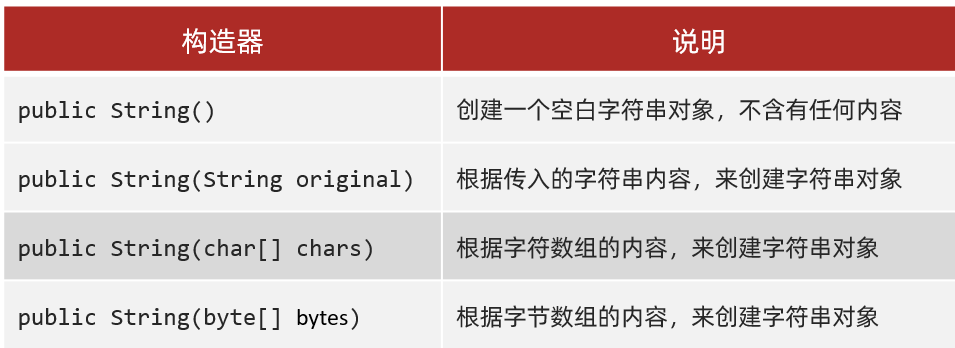 构造器 说明
public String() 创建一个空白字符串对象，不含有任何内容
public String(String original) 根据传入的字符串内容，来创建字符串对象
public String(char[] chars) 根据字符数组的内容，来创建字符串对象
public String(byte[] bytes) 根据字节数组的内容，来创建字符串对象